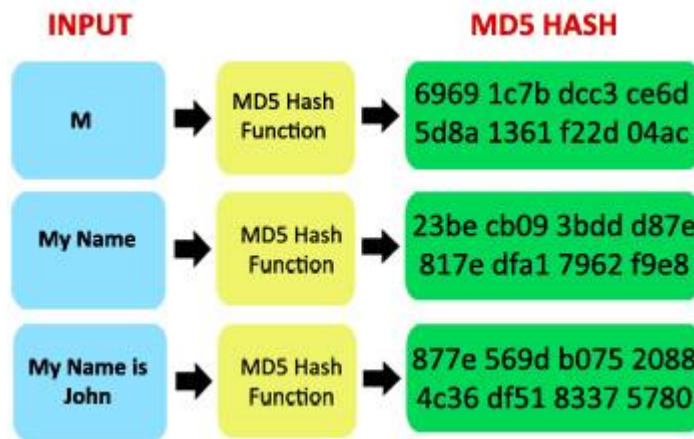 INPUT
MD5 HASH
M
MD5 Hash
Function
6969 1c7b dcc3 ce6d
5d8a 1361 f22d 04ac
My Name
MD5 Hash
Function
23be cb09 3bdd d87e
817e dfa1 7962 f9e8
My Name is
John
MD5 Hash
Function
877e 569d b075 2088
4c36 df51 8337 5780